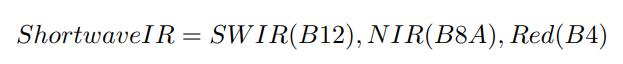 ShortwaveIR = SWIR(B12), NIR(B8A), Red(B4)